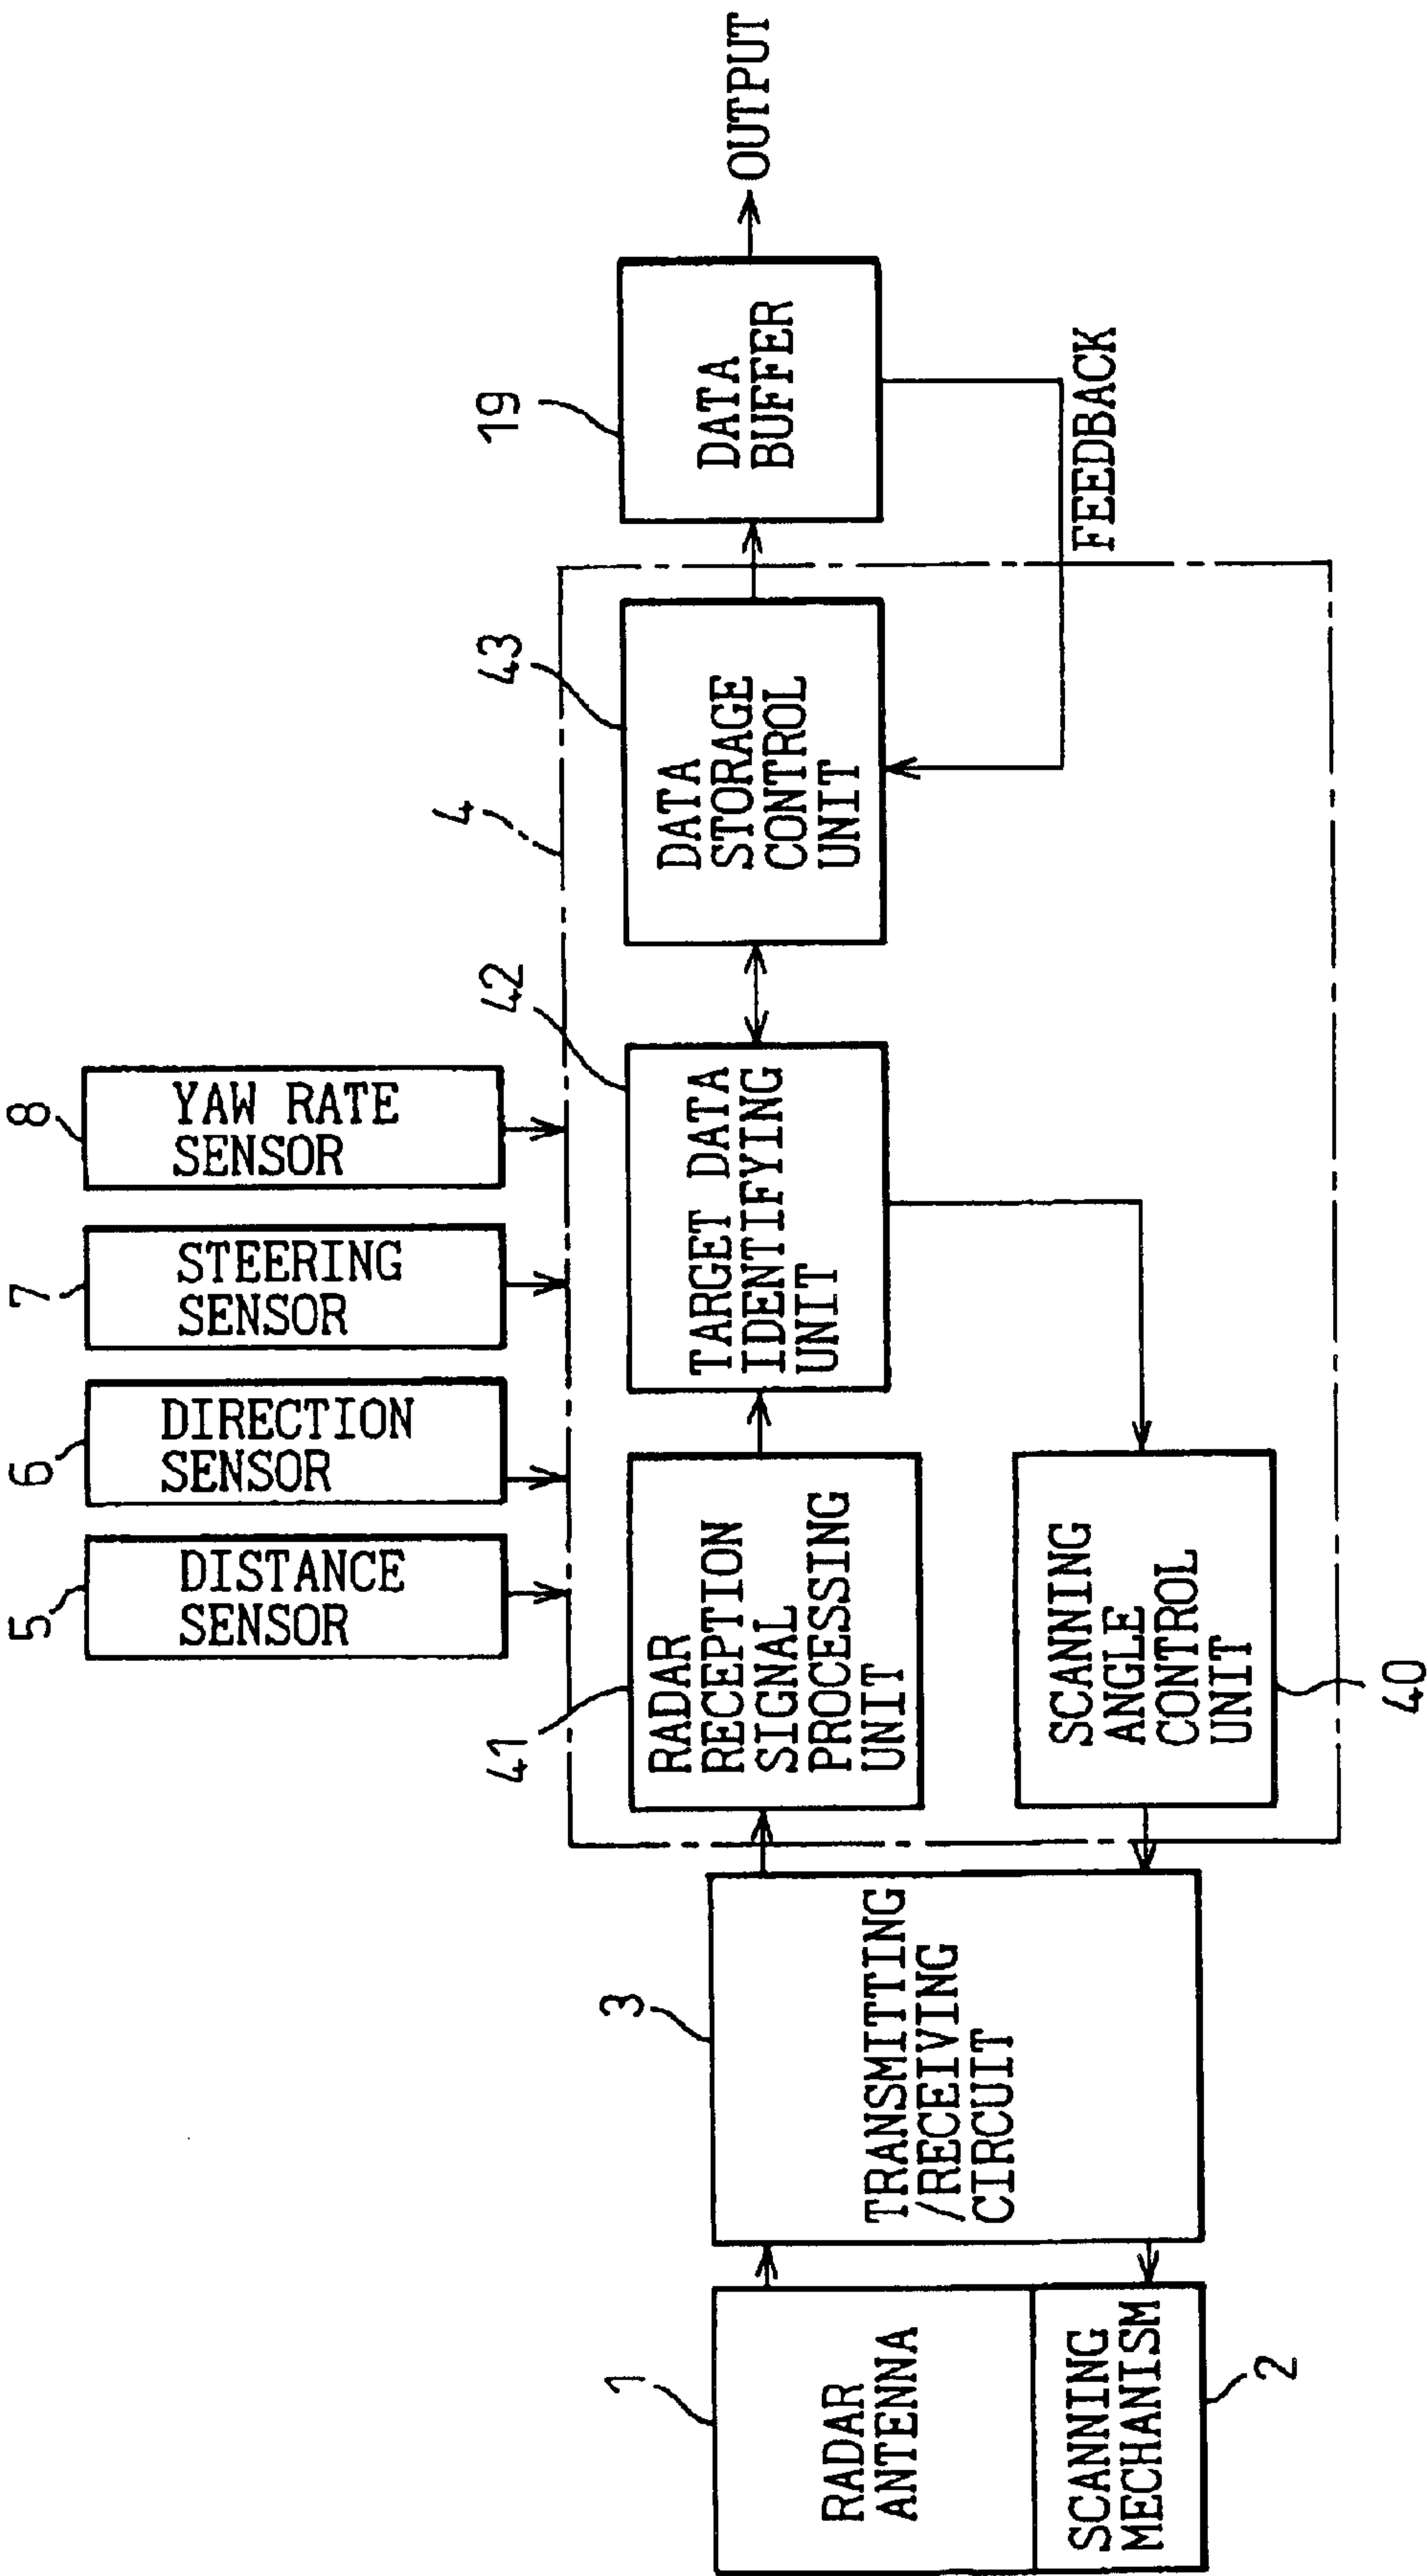 8
YAW RATE
SENSOR
7
STEERING
SENSOR
6
DIRECTION
SENSOR
5
DISTANCE
SENSOR
4
41
RADAR
RECEPTION
SIGNAL
PROCESSING
UNIT
42
TARGET DATA
IDENTIFYING
UNIT
43
DATA
STORAGE
CONTROL
UNIT
19
DATA
BUFFER
OUTPUT
FEEDBACK
1
RADAR
ANTENNA
SCANNING
MECHANISM
2
3
TRANSMITTING
/RECEIVING
CIRCUIT
SCANNING
ANGLE
CONTROL
UNIT
40